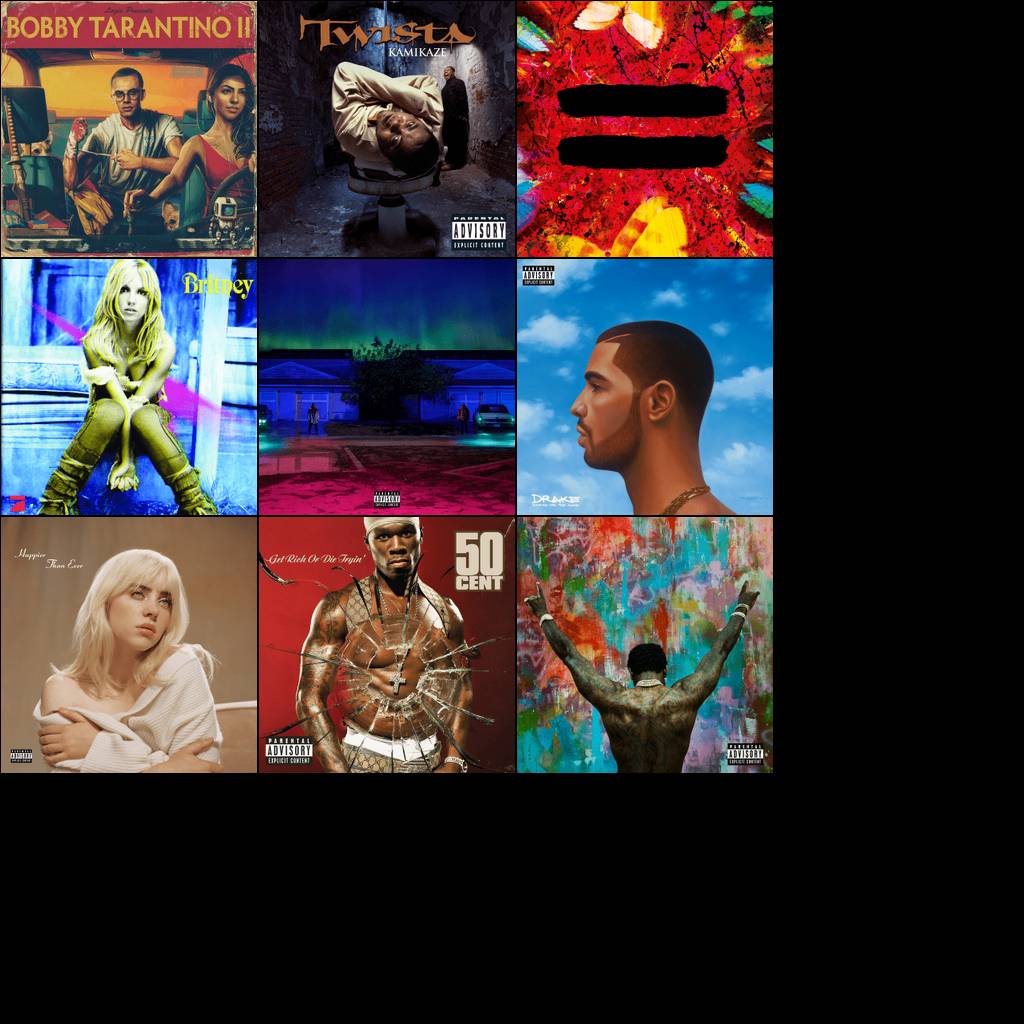 Logic Presents
BOBBY TARANTINO II
Twista
KAMIKAZE
PARENTAL
ADVISORY
EXPLICIT CONTENT
Britney
PARENTAL
ADVISORY
EXPLICIT CONTENT
PARENTAL
ADVISORY
EXPLICIT CONTENT
DRAKE
Happier
Than Ever
PARENTAL
ADVISORY
EXPLICIT CONTENT
Get Rich Or Die Tryin'
50
CENT
PARENTAL
ADVISORY
EXPLICIT CONTENT
PARENTAL
ADVISORY
EXPLICIT CONTENT